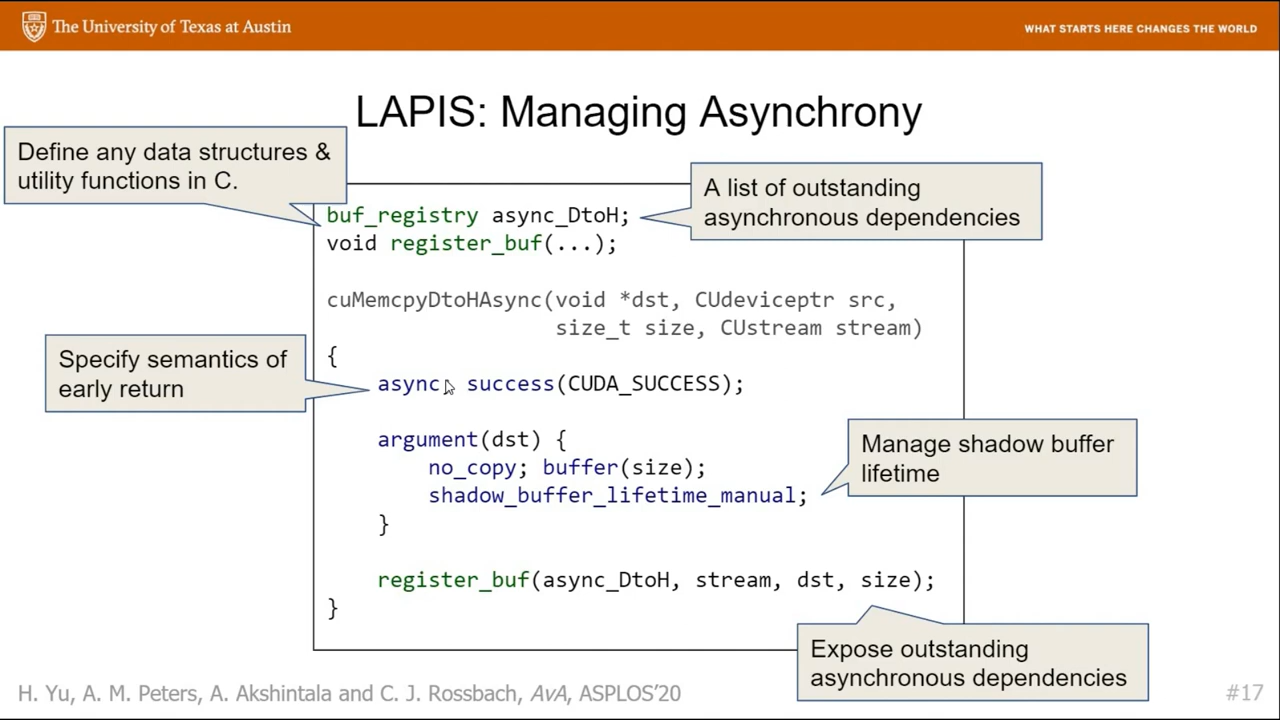 The University of Texas at Austin
WHAT STARTS HERE CHANGES THE WORLD
LAPIS: Managing Asynchrony
Define any data structures &
utility functions in C.
A list of outstanding
asynchronous dependencies
buf_registry async_DtoH;
void register_buf(...);
cuMemcpyDtoHAsync(void *dst, CUdeviceptr src,
size_t size, CUstream stream)
{
Specify semantics of
early return
async; success(CUDA_SUCCESS);
argument(dst) {
no_copy; buffer(size);
shadow_buffer_lifetime_manual;
}
Manage shadow buffer
lifetime
register_buf(async_DtoH, stream, dst, size);
}
Expose outstanding
asynchronous dependencies
H. Yu, A. M. Peters, A. Akshintala and C. J. Rossbach, AvA, ASPLOS'20
#17